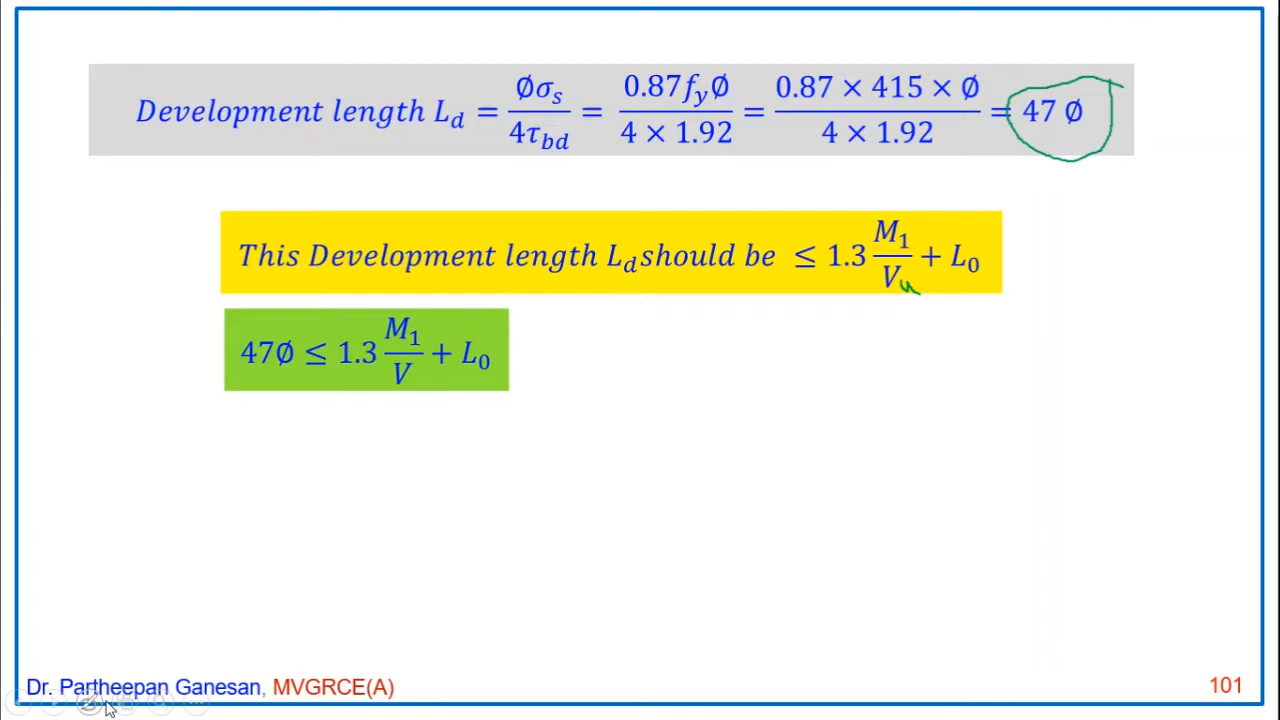 Development length L_d = ∅σ_s / 4τ_bd = 0.87f_y∅ / 4 × 1.92 = 0.87 × 415 × ∅ / 4 × 1.92 = 47 ∅
This Development length L_d should be ≤ 1.3 M_1 / V_u + L_0
47∅ ≤ 1.3 M_1 / V + L_0
Dr. Partheepan Ganesan, MVGRCE(A)
101